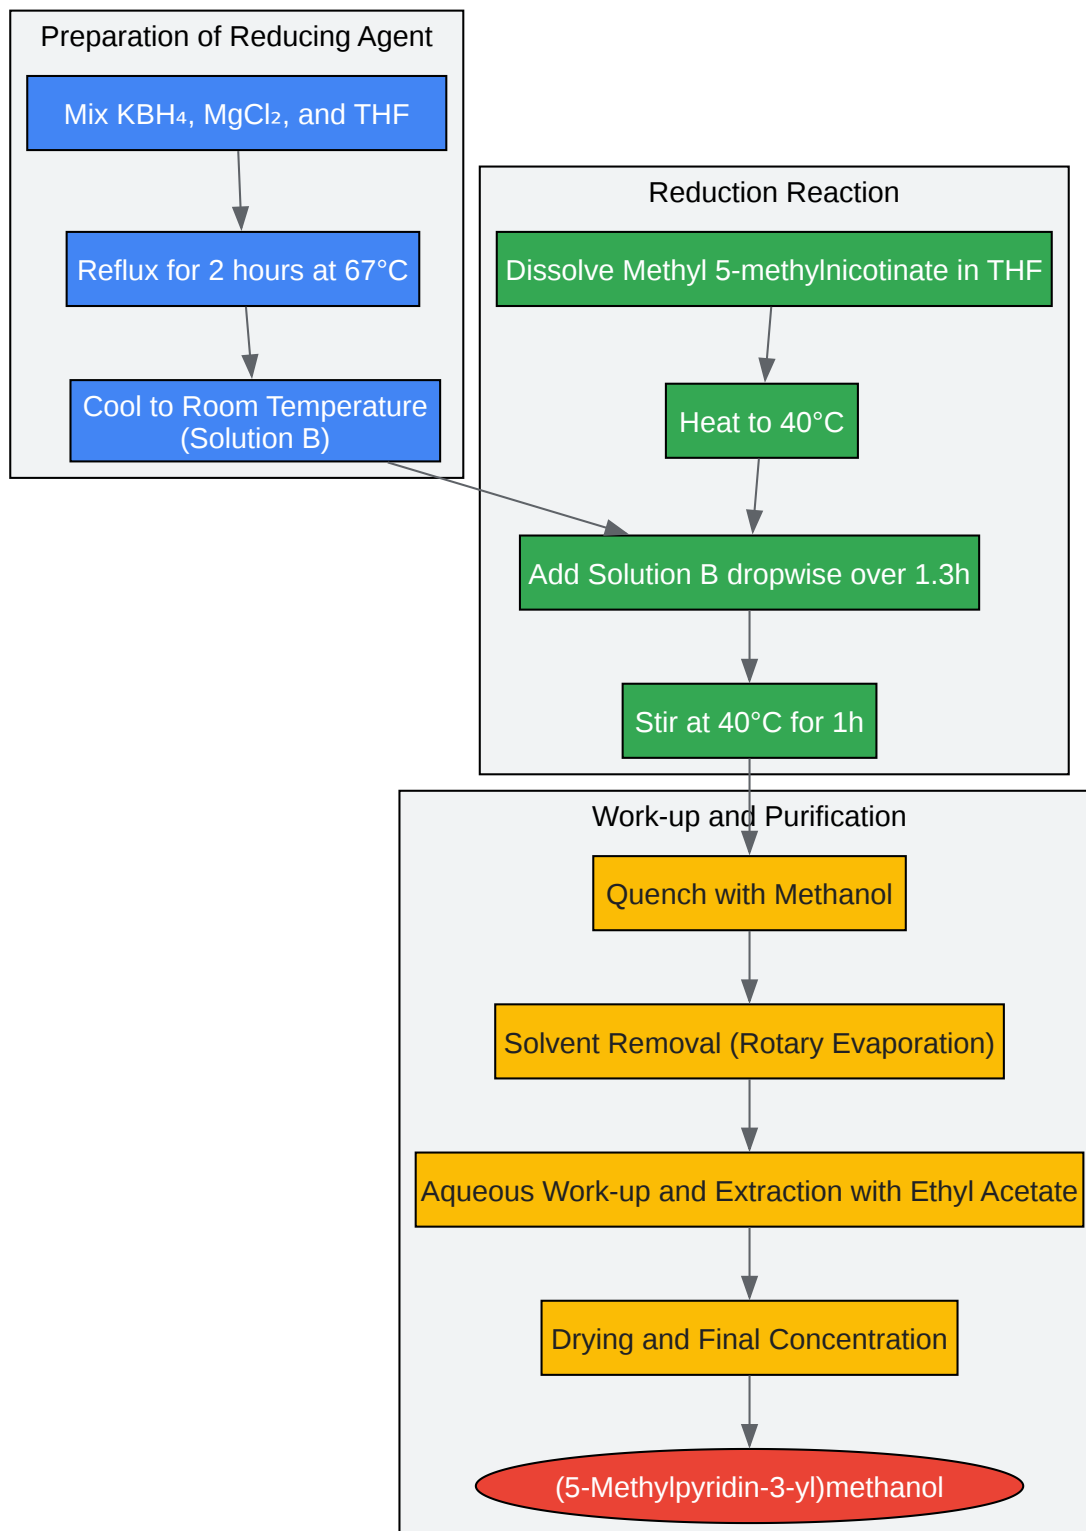 Preparation of Reducing Agent
Mix KBH₄, MgCl₂, and THF
Reflux for 2 hours at 67°C
Cool to Room Temperature
(Solution B)
Reduction Reaction
Dissolve Methyl 5-methylnicotinate in THF
Heat to 40°C
Add Solution B dropwise over 1.3h
Stir at 40°C for 1h
Work-up and Purification
Quench with Methanol
Solvent Removal (Rotary Evaporation)
Aqueous Work-up and Extraction with Ethyl Acetate
Drying and Final Concentration
(5-Methylpyridin-3-yl)methanol